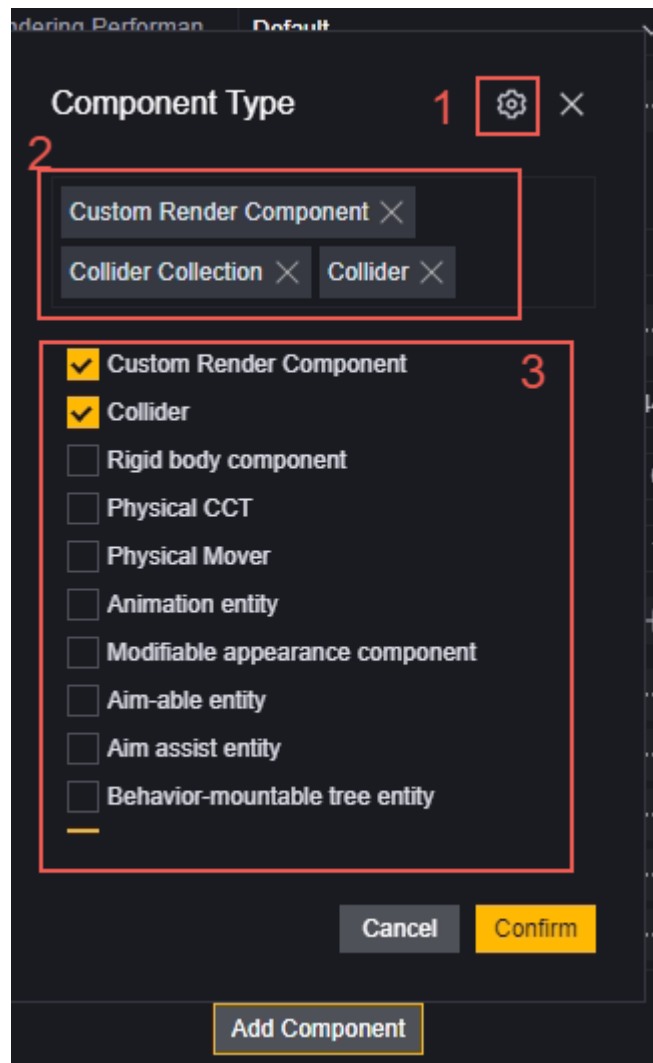 ndering Performan Default
Component Type 1
2
Custom Render Component
Collider Collection Collider
Custom Render Component 3
Collider
Rigid body component
Physical CCT
Physical Mover
Animation entity
Modifiable appearance component
Aim-able entity
Aim assist entity
Behavior-mountable tree entity
Cancel Confirm
Add Component